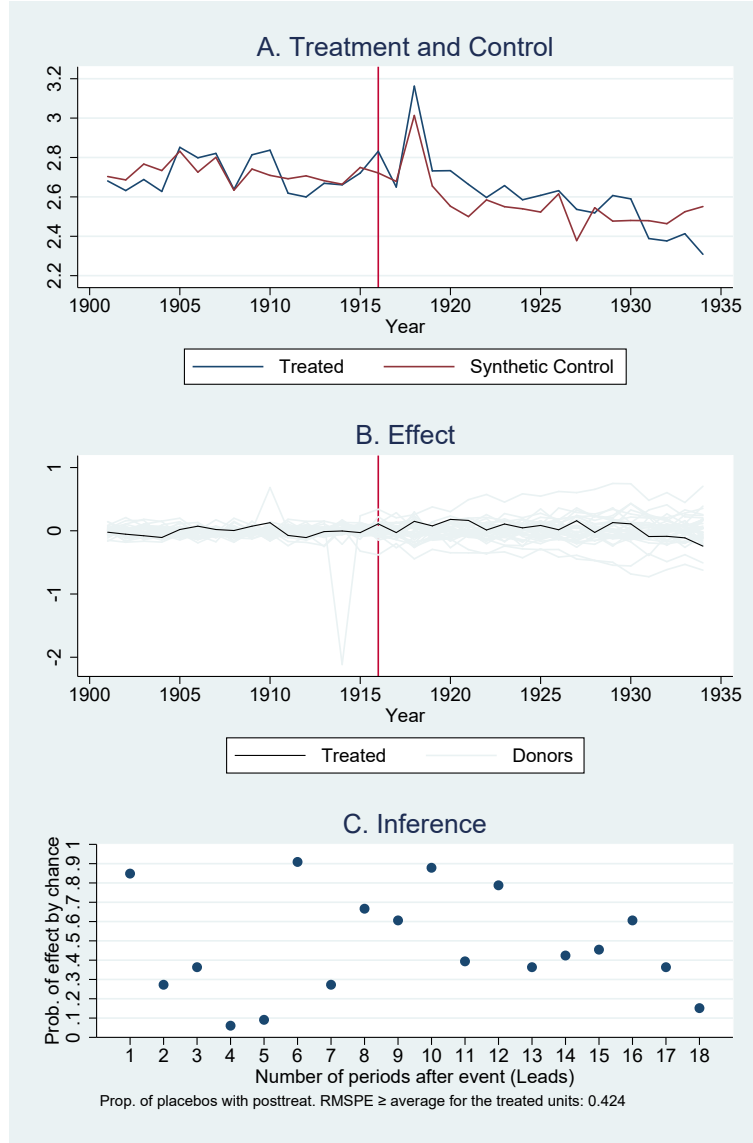 A. Treatment and Control
3.2
3
2.8
2.6
2.4
2.2
1900 1905 1910 1915 1920 1925 1930 1935
Year
Treated Synthetic Control
B. Effect
1
0
-1
-2
1900 1905 1910 1915 1920 1925 1930 1935
Year
Treated Donors
C. Inference
Prob. of effect by chance
0 .1 .2 .3 .4 .5 .6 .7 .8 .9 1
1 2 3 4 5 6 7 8 9 10 11 12 13 14 15 16 17 18
Number of periods after event (Leads)
Prop. of placebos with posttreat. RMSPE ≥ average for the treated units: 0.424